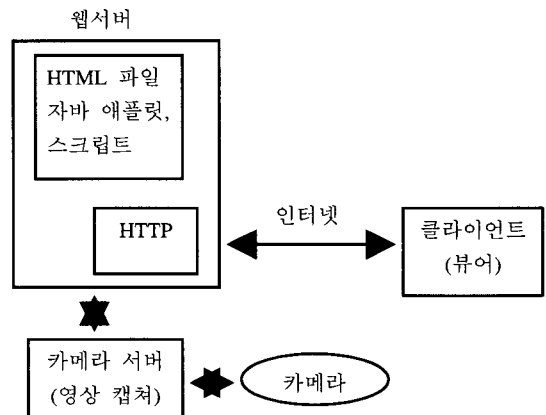 웹서버
HTML 파일
자바 애플릿,
스크립트
HTTP
인터넷
클라이언트
(뷰어)
카메라 서버
(영상 캡쳐)
카메라